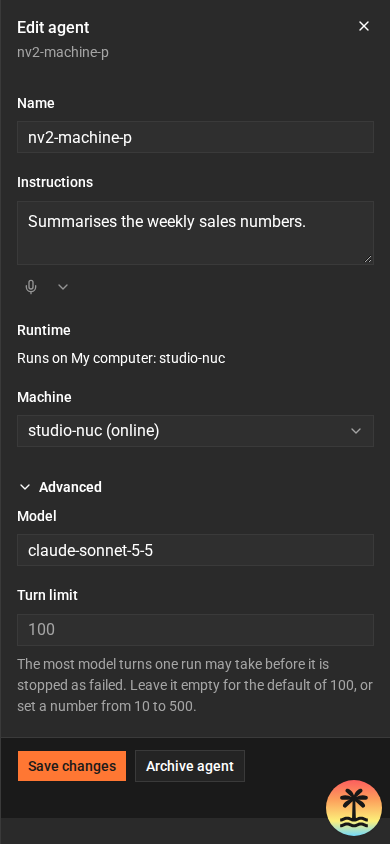 Edit agent
nv2-machine-p
Name
nv2-machine-p
Instructions
Summarises the weekly sales numbers.
Runtime
Runs on My computer: studio-nuc
Machine
studio-nuc (online)
Advanced
Model
claude-sonnet-5-5
Turn limit
100
The most model turns one run may take before it is
stopped as failed. Leave it empty for the default of 100, or
set a number from 10 to 500.
Save changes
Archive agent